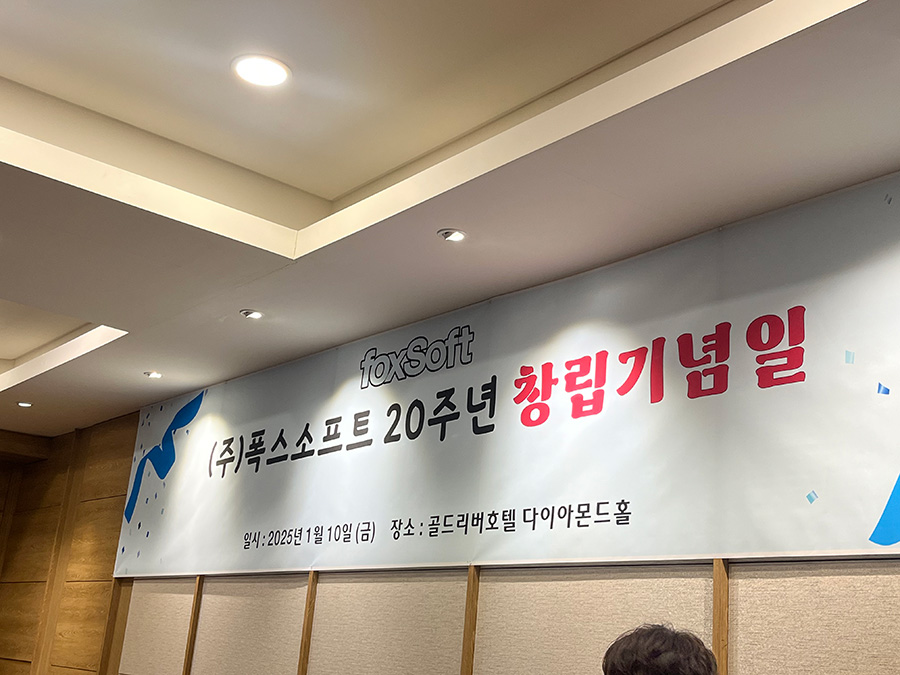 foxSoft
(주)폭스소프트 20주년 창립기념일
일시 : 2025년 1월 10일 (금) 장소 : 골드리버호텔 다이아몬드홀